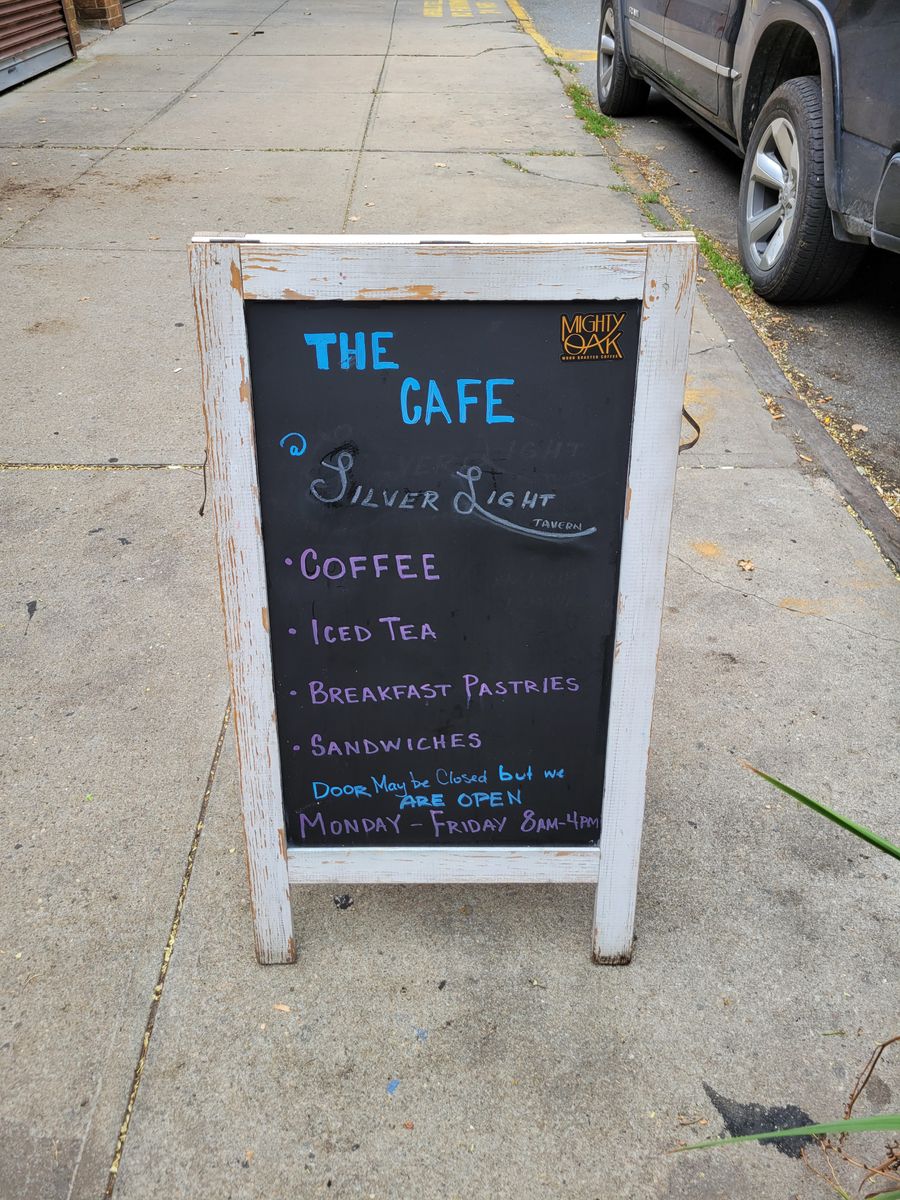 MIGHTY
OAK
WOOD ROASTED COFFEE
THE
CAFE
@
SILVER LIGHT
TAVERN
• COFFEE
• ICED TEA
• BREAKFAST PASTRIES
• SANDWICHES
DOOR May be Closed but we
ARE OPEN
MONDAY - FRIDAY 8AM-4PM